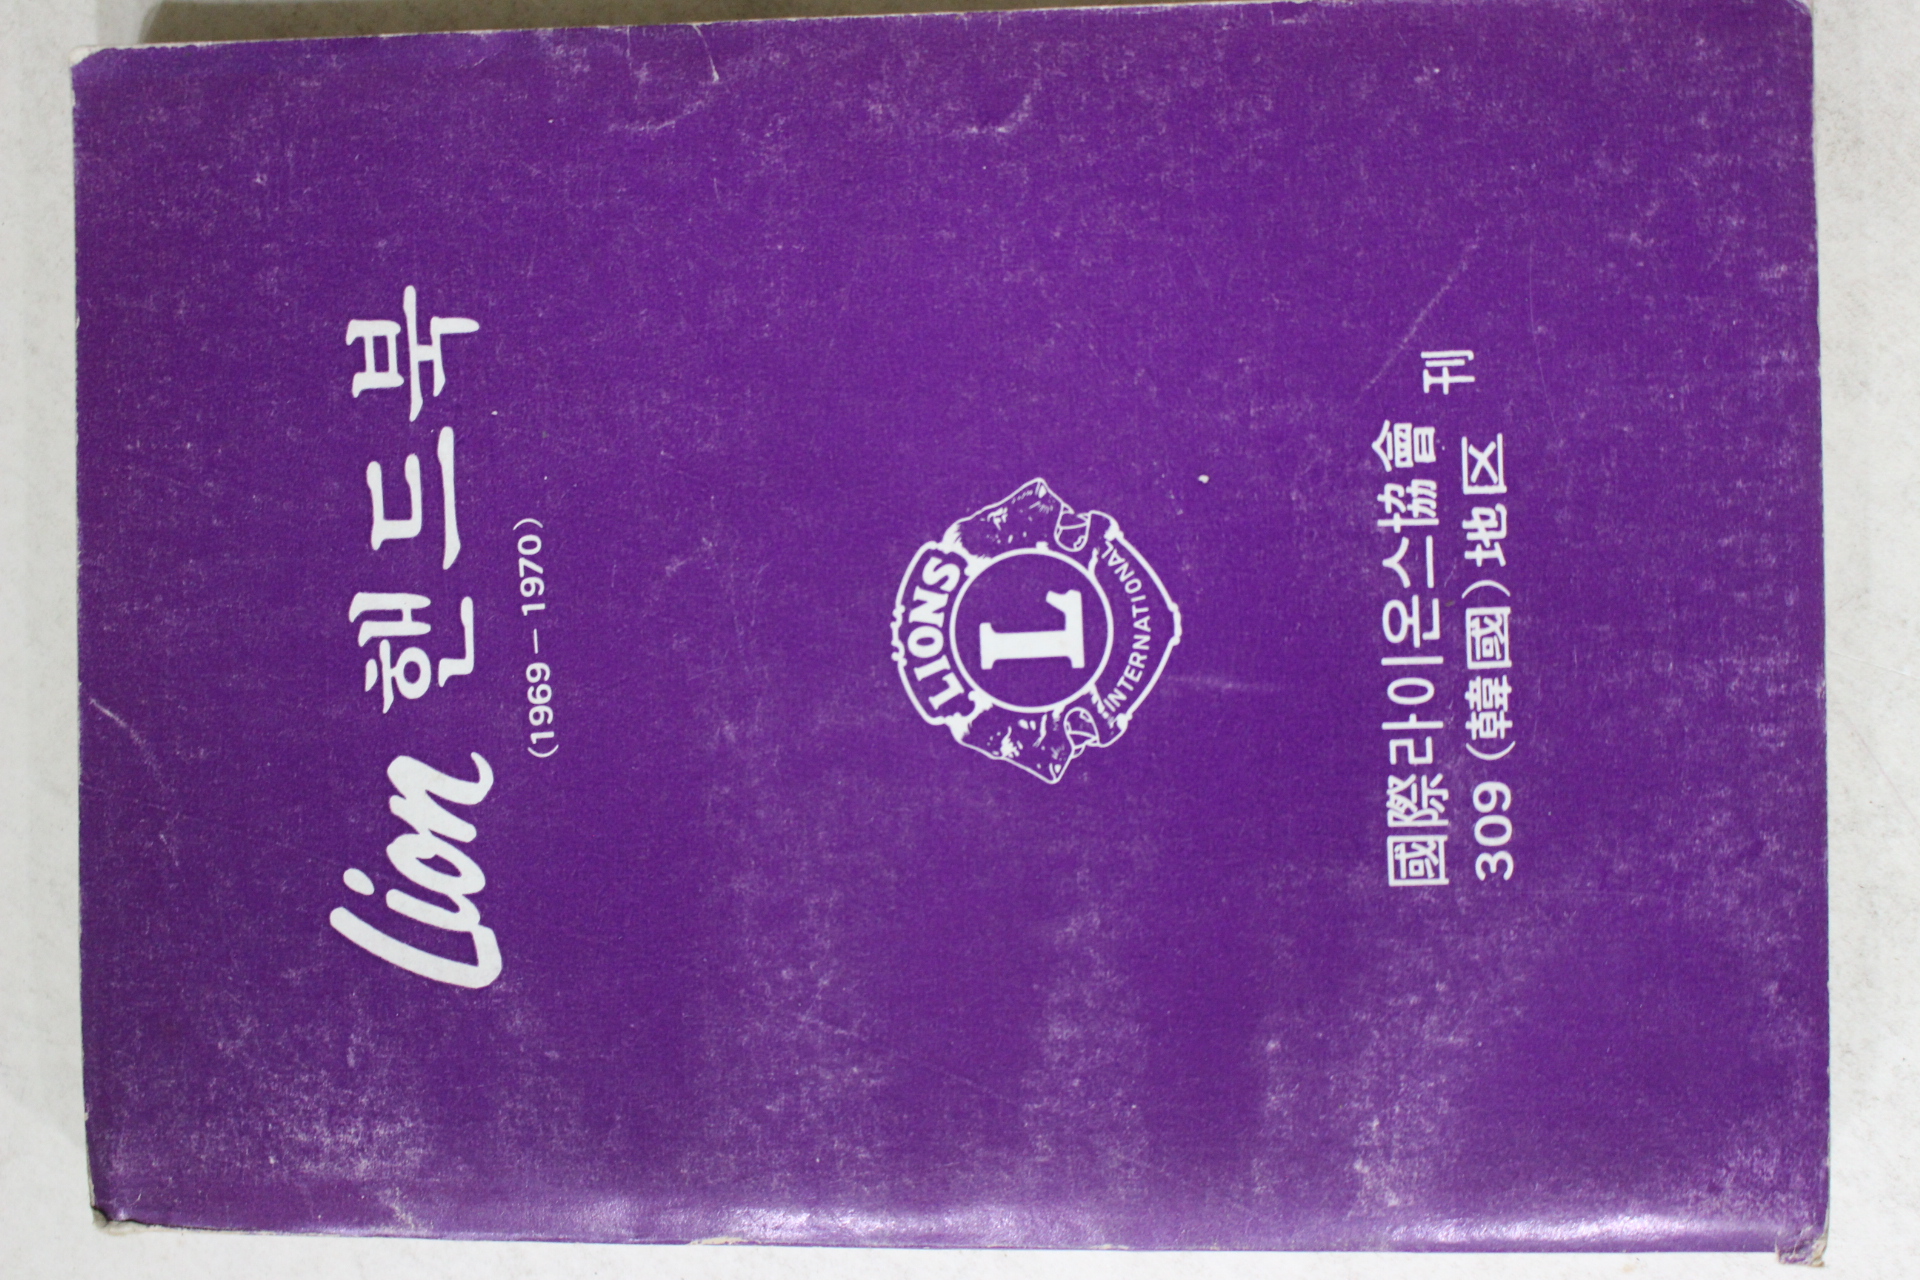 Lion 핸드북
(1969－1970)
LIONS
L
INTERNATIONAL
國際라이온스協會 刊
309 (韓國) 地区